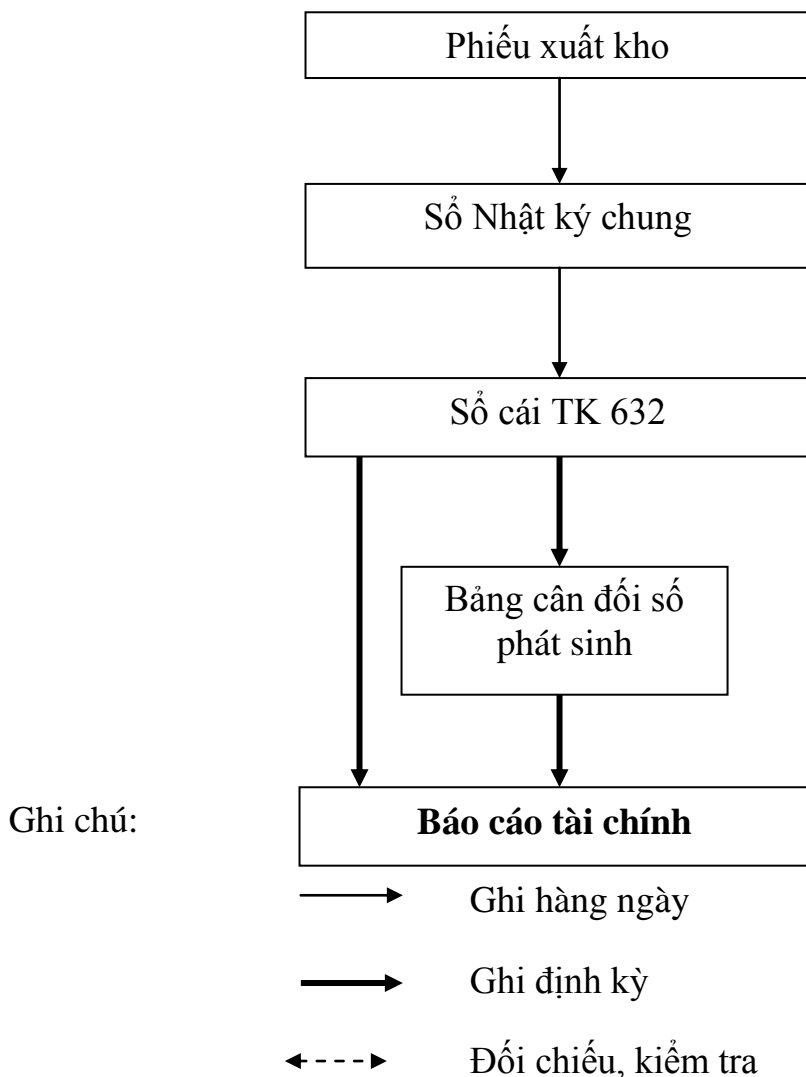 Phiếu xuất kho
Sổ Nhật ký chung
Sổ cái TK 632
Bảng cân đối số
phát sinh
Ghi chú:
Báo cáo tài chính
Ghi hàng ngày
Ghi định kỳ
Đối chiếu, kiểm tra